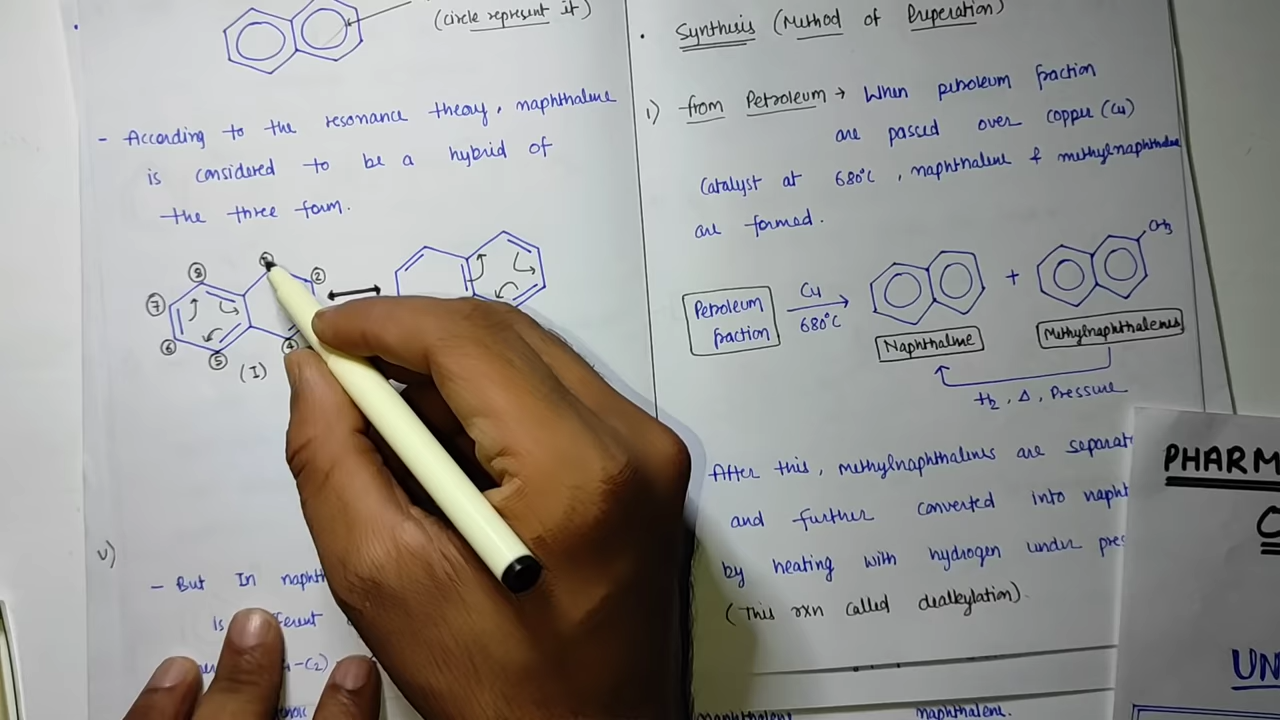 (circle represent it)
- According to the resonance theory, naphthalene
is considered to be a hybrid of
the three form.
8
2
7
6
5
4
(I)
v)
- But In naphth
is
C2)
. Synthesis (Method of Preperation)
i) from Petroleum → When petroleum fraction
are passed over copper (Cu)
Catalyst at 680°C, naphthalene & methylnaphthalene
are formed.
Petroleum fraction
Cu
680°C
+
CH3
Naphthalene
Methylnaphthalenes
H2, Δ, Pressure
After this, methylnaphthalenes are separat
and further converted into napht
by heating with hydrogen under pres
(This rxn called dealkylation).
naphthalene
naphthalene.
PHARM
C
UN